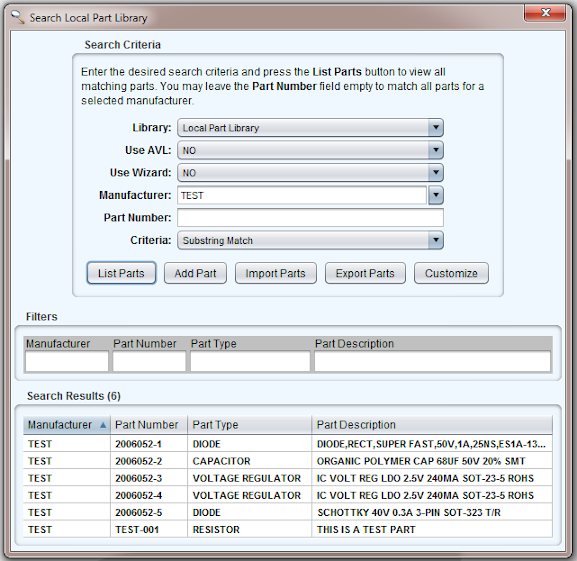 Search Local Part Library
Search Criteria
Enter the desired search criteria and press the List Parts button to view all
matching parts. You may leave the Part Number field empty to match all parts for a
selected manufacturer.
Library: Local Part Library
Use AVL: NO
Use Wizard: NO
Manufacturer: TEST
Part Number:
Criteria: Substring Match
List Parts Add Part Import Parts Export Parts Customize
Filters
Manufacturer Part Number Part Type Part Description
Search Results (6)
Manufacturer Part Number Part Type Part Description
TEST 2006052-1 DIODE DIODE,RECT,SUPER FAST,50V,1A,25NS,ES1A-13...
TEST 2006052-2 CAPACITOR ORGANIC POLYMER CAP 68UF 50V 20% SMT
TEST 2006052-3 VOLTAGE REGULATOR IC VOLT REG LDO 2.5V 240MA SOT-23-5 ROHS
TEST 2006052-4 VOLTAGE REGULATOR IC VOLT REG LDO 2.5V 240MA SOT-23-5 ROHS
TEST 2006052-5 DIODE SCHOTTKY 40V 0.3A 3-PIN SOT-323 T/R
TEST TEST-001 RESISTOR THIS IS A TEST PART